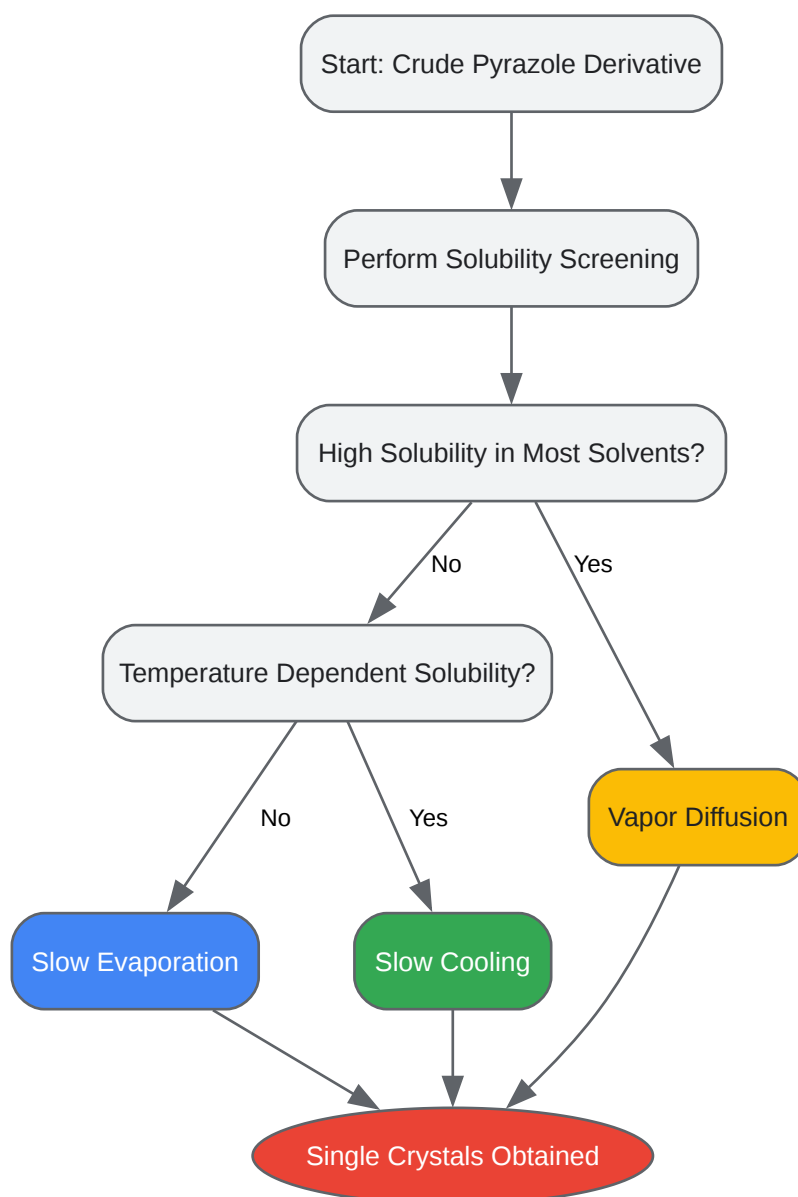 Start: Crude Pyrazole Derivative
Perform Solubility Screening
High Solubility in Most Solvents?
No
Yes
Temperature Dependent Solubility?
No
Yes
Vapor Diffusion
Slow Evaporation
Slow Cooling
Single Crystals Obtained